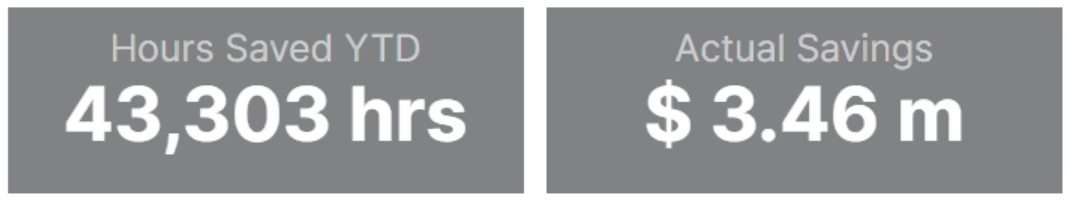 Hours Saved YTD
43,303 hrs
Actual Savings
$ 3.46 m